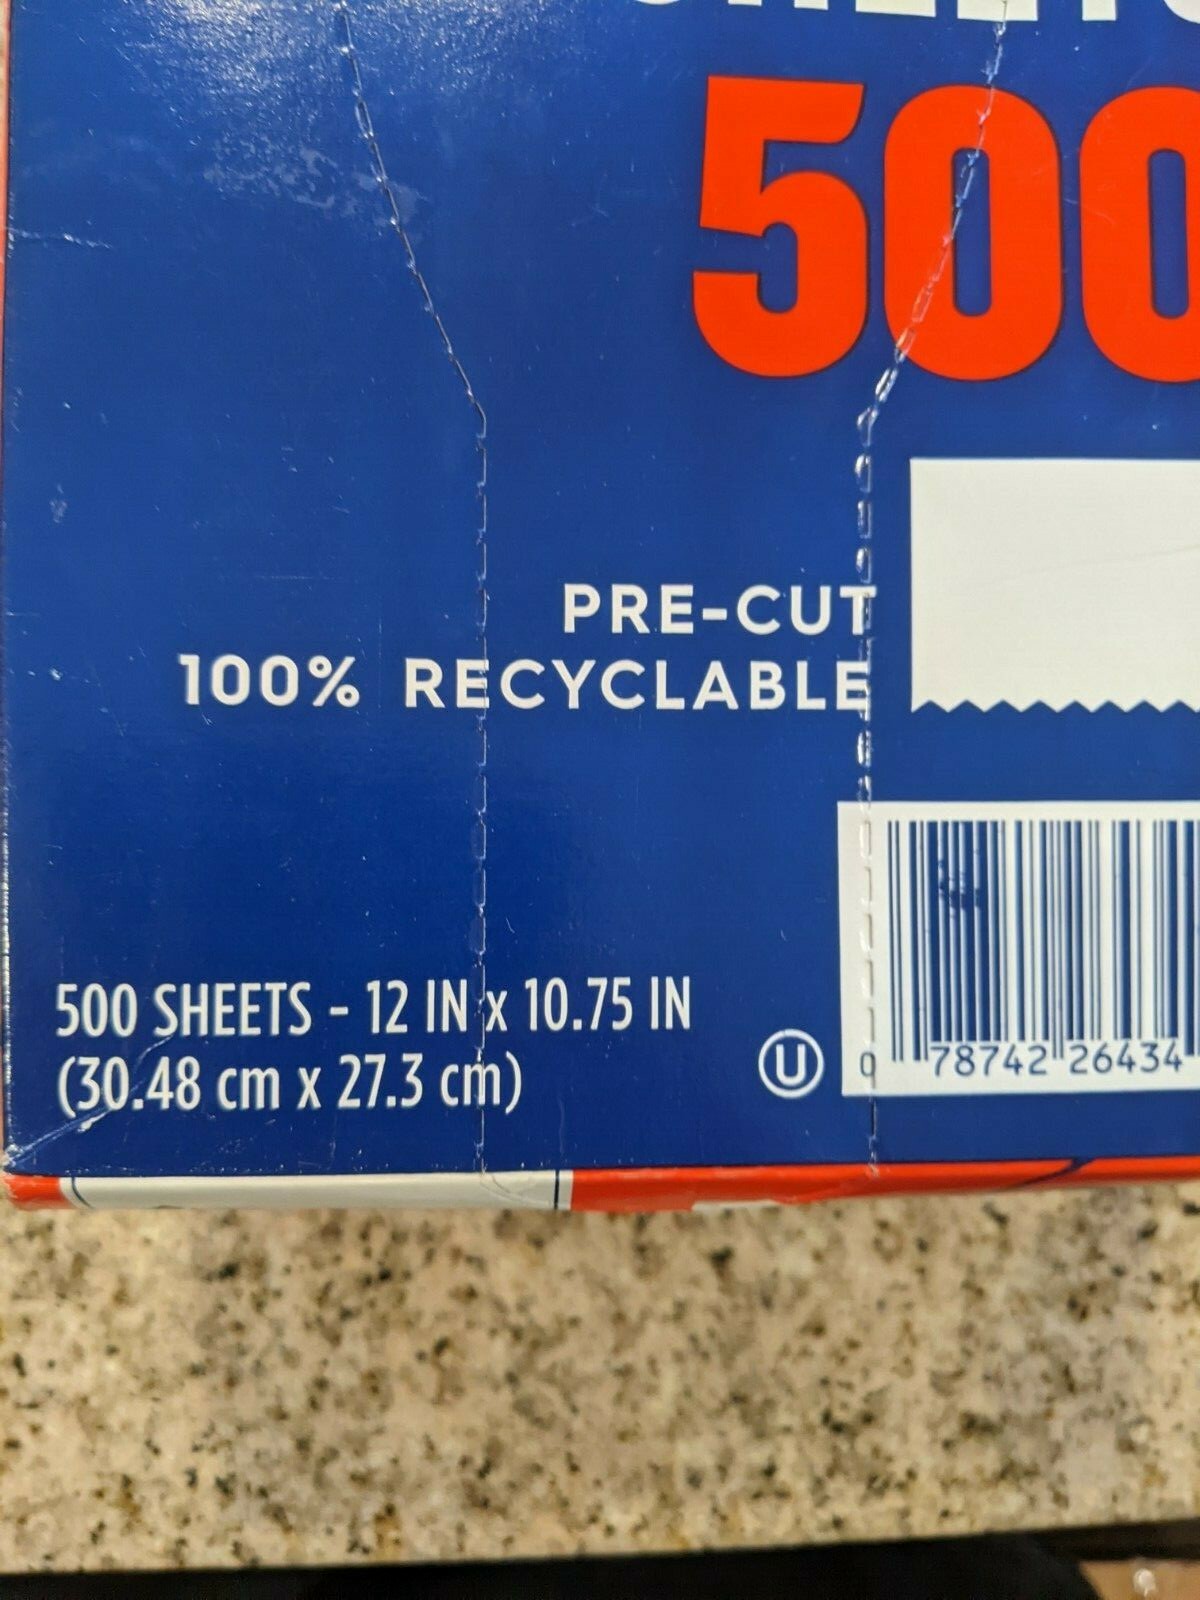 500
PRE-CUT
100% RECYCLABLE
500 SHEETS - 12 IN x 10.75 IN
(30.48 cm x 27.3 cm)
U
0 78742 26434